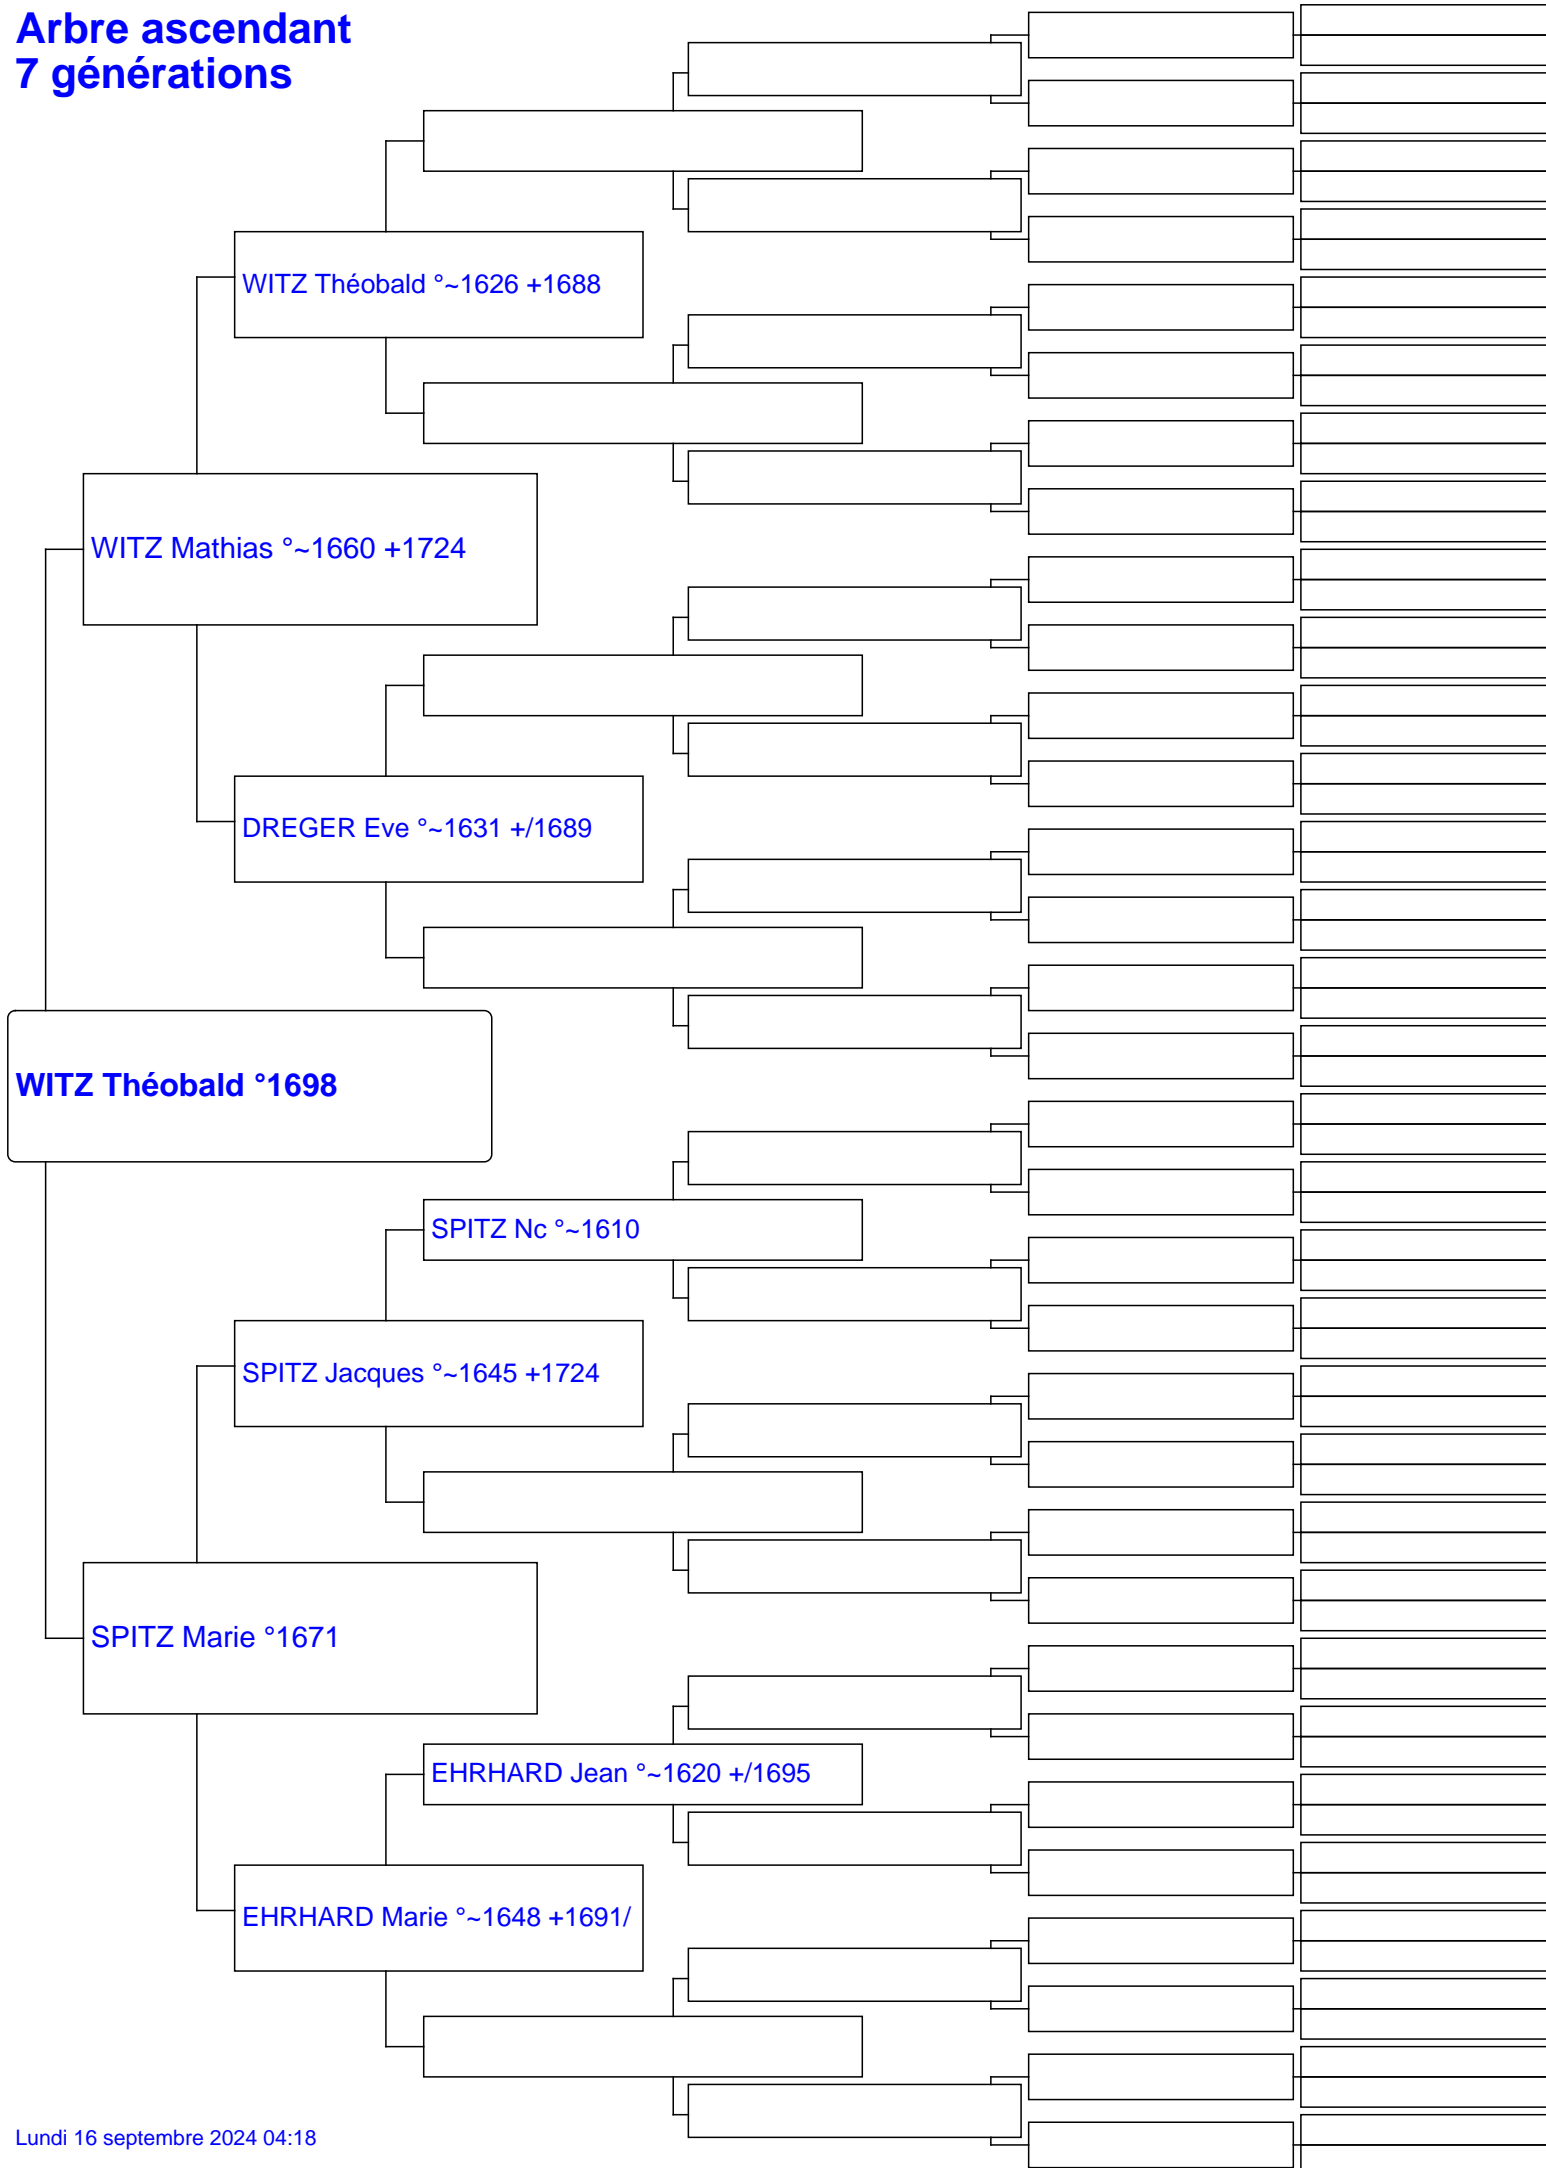 Arbre ascendant
7 générations
WITZ Théobald °~1626 +1688
WITZ Mathias °~1660 +1724
DREGER Eve °~1631 +/1689
WITZ Théobald °1698
SPITZ Nc °~1610
SPITZ Jacques °~1645 +1724
SPITZ Marie °1671
EHRHARD Jean °~1620 +/1695
EHRHARD Marie °~1648 +1691/
Lundi 16 septembre 2024 04:18